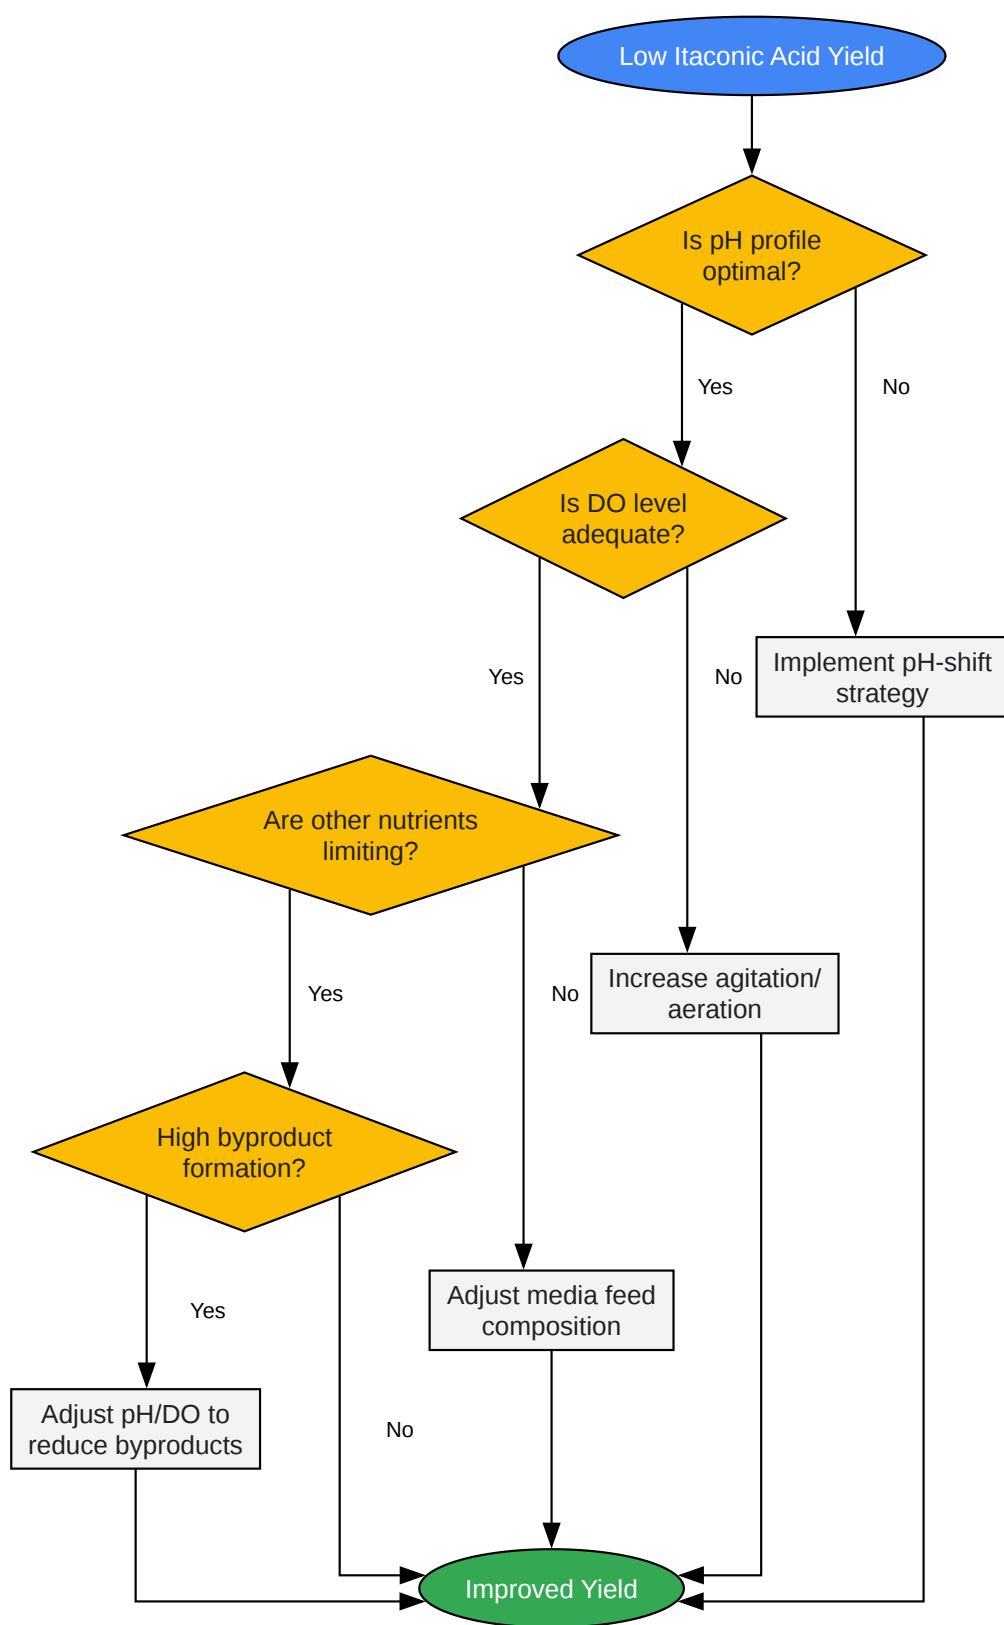 Low Itaconic Acid Yield
Is pH profile
optimal?
Yes
No
Is DO level
adequate?
Yes
No
Implement pH-shift
strategy
Are other nutrients
limiting?
Yes
No
Increase agitation/
aeration
High byproduct
formation?
Yes
No
Adjust media feed
composition
Adjust pH/DO to
reduce byproducts
Improved Yield